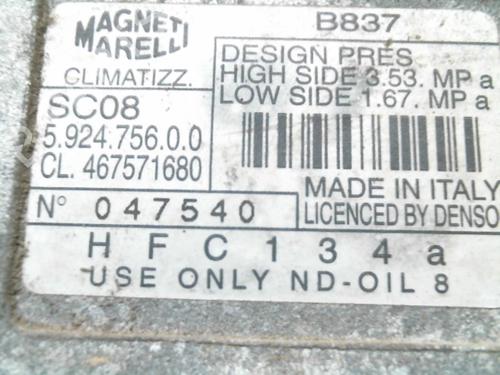 MAGNETI
MARELLI
CLIMATIZZ.
B837
DESIGN PRES
HIGH SIDE 3.53. MP a
LOW SIDE 1.67. MP a
SC08
5.924.756.0.0
CL. 467571680
MADE IN ITALY
LICENCED BY DENSO
N° 047540
HFC134a
USE ONLY ND-OIL 8